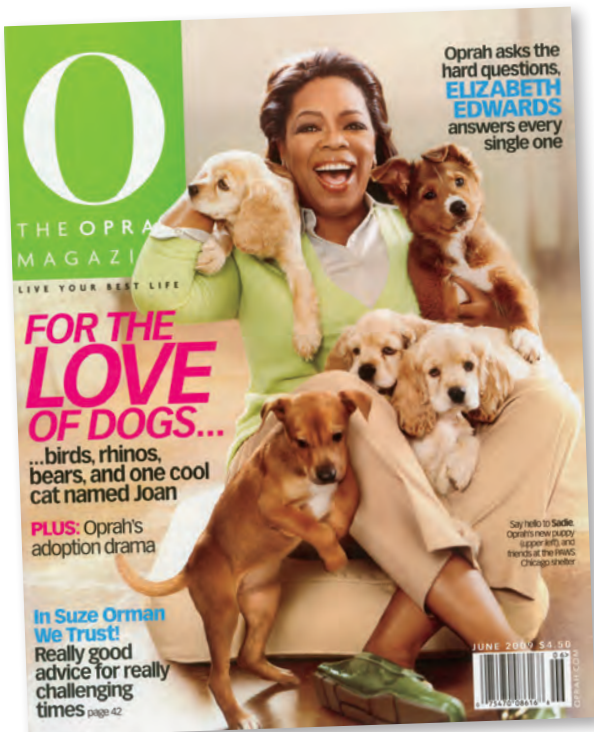 O
THE OPRA
MAGAZI
LIVE YOUR BEST LIFE
Oprah asks the
hard questions,
ELIZABETH
EDWARDS
answers every
single one
FOR THE
LOVE
OF DOGS...
...birds, rhinos,
bears, and one cool
cat named Joan
PLUS: Oprah's
adoption drama
In Suze Orman
We Trust!
Really good
advice for really
challenging
times page 42
Say hello to Sadie,
Oprah's new puppy
(upper left), and
friends at the PAWS
Chicago shelter
JUNE 2009 $4.50
06>
OPRAH.COM